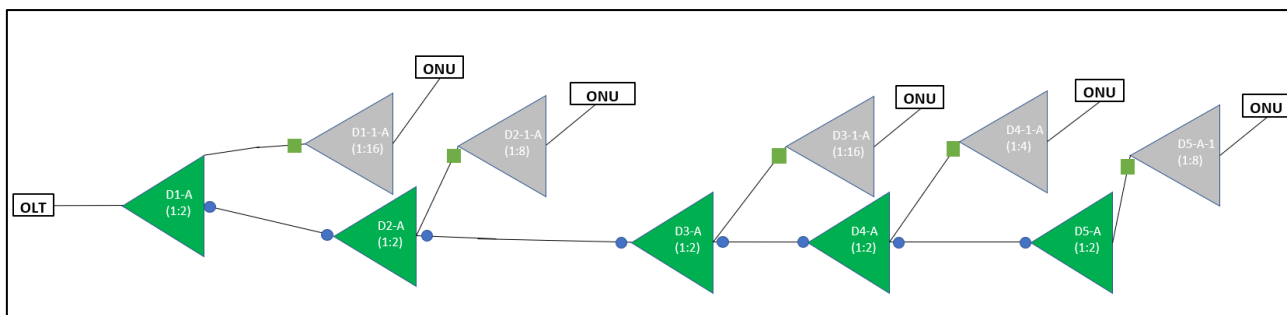 OLT
D1-A
(1:2)
D1-1-A
(1:16)
ONU
D2-A
(1:2)
D2-1-A
(1:8)
ONU
D3-A
(1:2)
D3-1-A
(1:16)
ONU
D4-A
(1:2)
D4-1-A
(1:4)
ONU
D5-A
(1:2)
D5-A-1
(1:8)
ONU